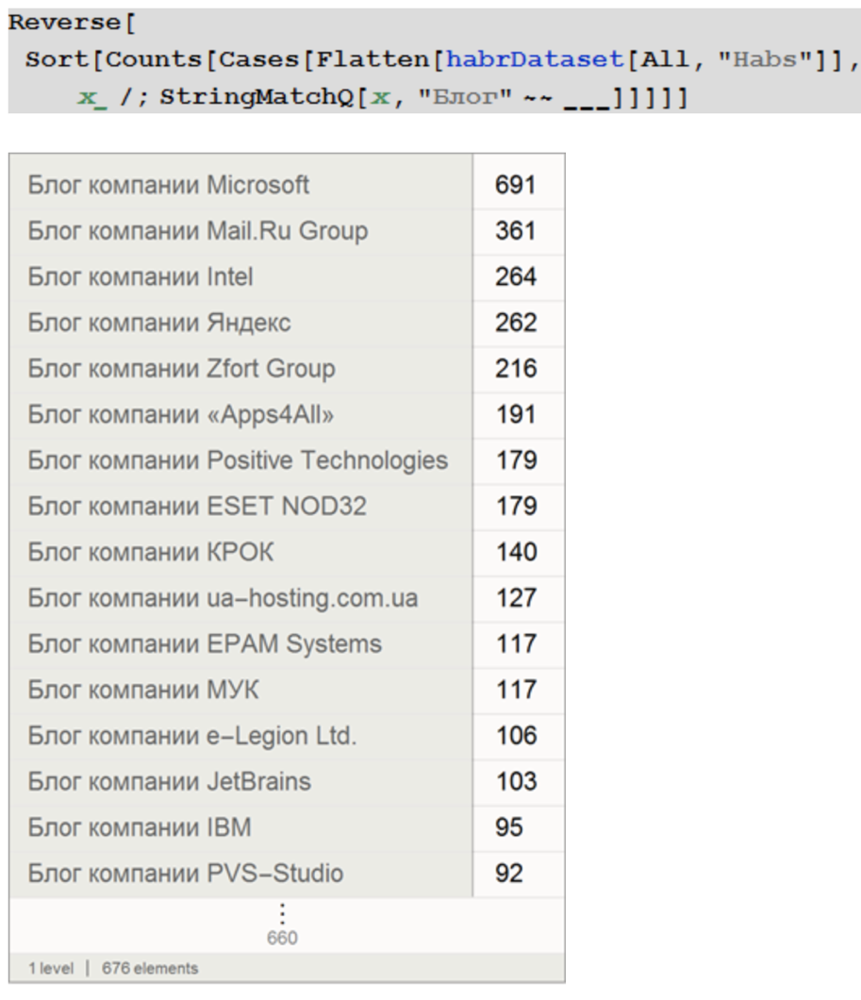 Reverse[
Sort[Counts[Cases[Flatten[habrDataset[All, "Habs"]],
x_ /; StringMatchQ[x, "Блог" ~~ ___]]]]]
Блог компании Microsoft 691
Блог компании Mail.Ru Group 361
Блог компании Intel 264
Блог компании Яндекс 262
Блог компании Zfort Group 216
Блог компании «Apps4All» 191
Блог компании Positive Technologies 179
Блог компании ESET NOD32 179
Блог компании КРОК 140
Блог компании ua–hosting.com.ua 127
Блог компании EPAM Systems 117
Блог компании МУК 117
Блог компании e–Legion Ltd. 106
Блог компании JetBrains 103
Блог компании IBM 95
Блог компании PVS–Studio 92
⋮
660
1 level | 676 elements